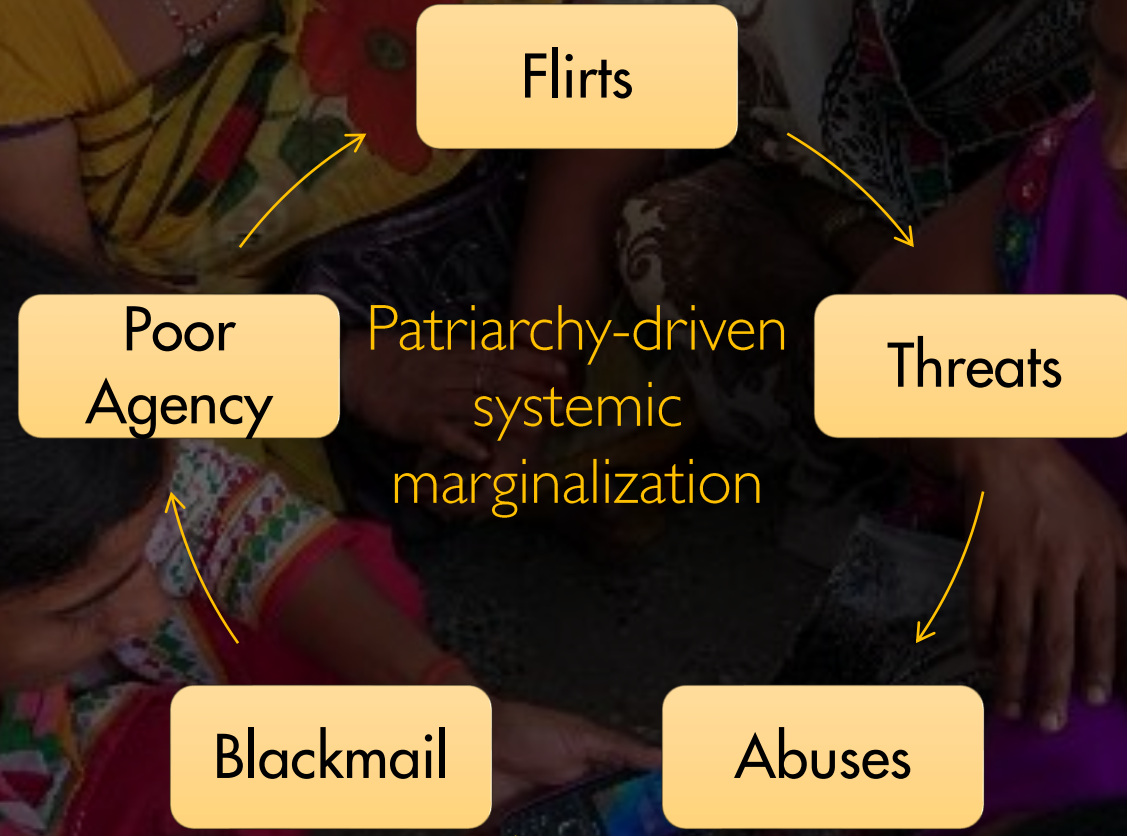 Flirts
Poor
Agency
Patriarchy-driven
systemic
marginalization
Threats
Blackmail
Abuses